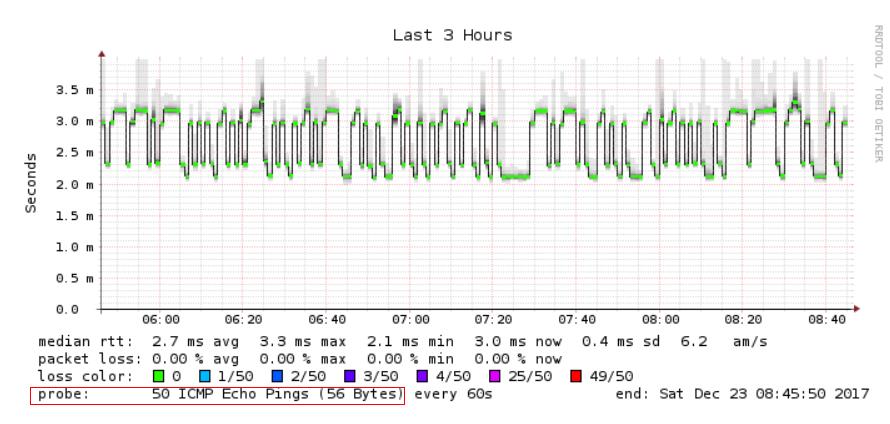 Last 3 Hours
RRDTOOL / TOBI OETIKER
Seconds
3.5 m
3.0 m
2.5 m
2.0 m
1.5 m
1.0 m
0.5 m
0.0
06:00 06:20 06:40 07:00 07:20 07:40 08:00 08:20 08:40
median rtt: 2.7 ms avg 3.3 ms max 2.1 ms min 3.0 ms now 0.4 ms sd 6.2 am/s
packet loss: 0.00 % avg 0.00 % max 0.00 % min 0.00 % now
loss color: 0 1/50 2/50 3/50 4/50 25/50 49/50
probe: 50 ICMP Echo Pings (56 Bytes) every 60s end: Sat Dec 23 08:45:50 2017